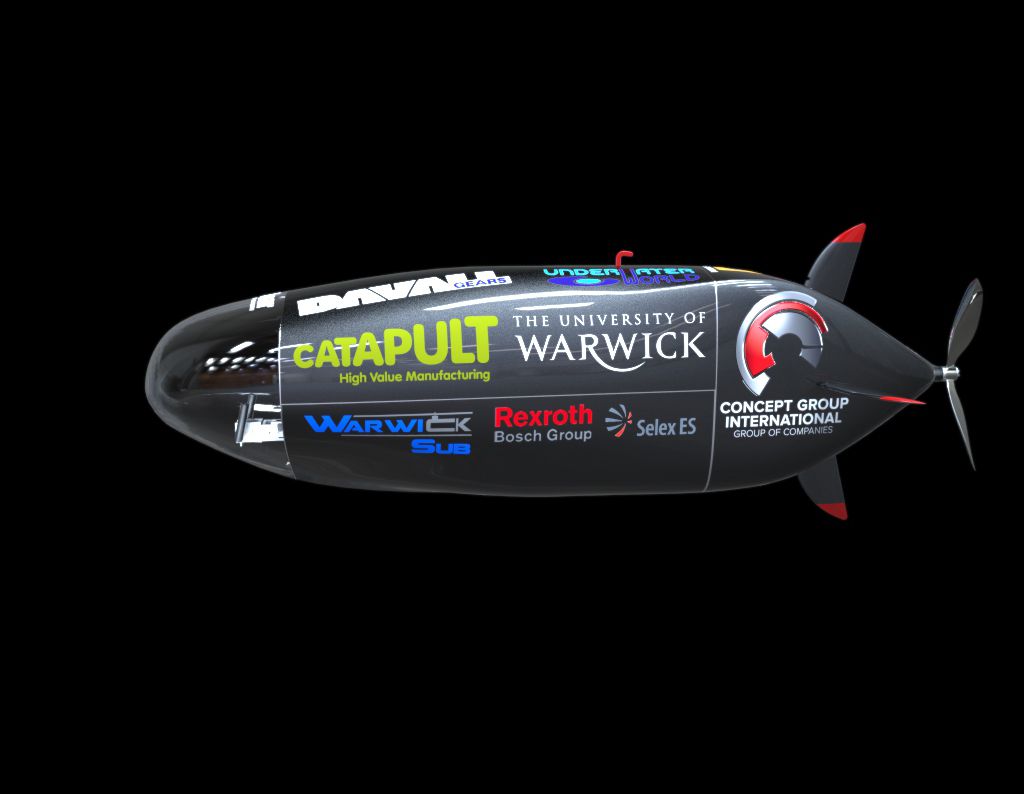 DAVALL
GEARS
UNDERWATER
WORLD
CATAPULT
High Value Manufacturing
THE UNIVERSITY OF
WARWICK
WARWICK
SUB
Rexroth
Bosch Group
Selex ES
CONCEPT GROUP
INTERNATIONAL
GROUP OF COMPANIES